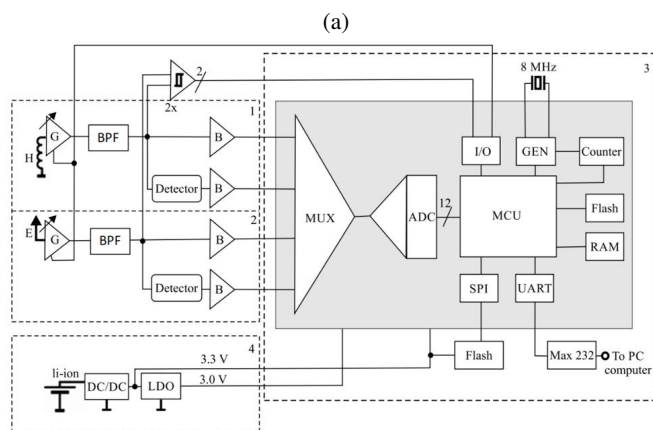 (a)
8 MHz
3
2
2x
1
G
BPF
B
I/O
GEN
Counter
H
Detector
B
MUX
ADC
12
MCU
Flash
2
E
G
BPF
B
RAM
SPI
UART
Detector
B
4
3.3 V
Flash
Max 232
To PC
computer
li-ion
DC/DC
LDO
3.0 V